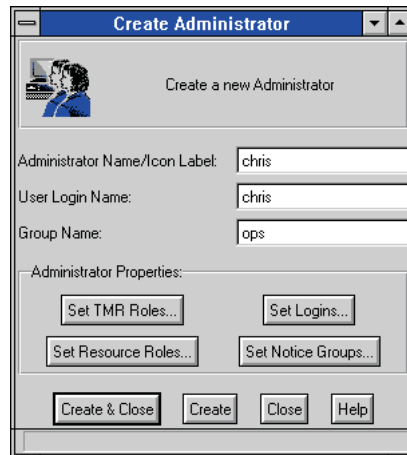 Create Administrator
Create a new Administrator
Administrator Name/Icon Label: chris
User Login Name: chris
Group Name: ops
Administrator Properties:
Set TMR Roles... Set Logins...
Set Resource Roles... Set Notice Groups...
Create & Close Create Close Help